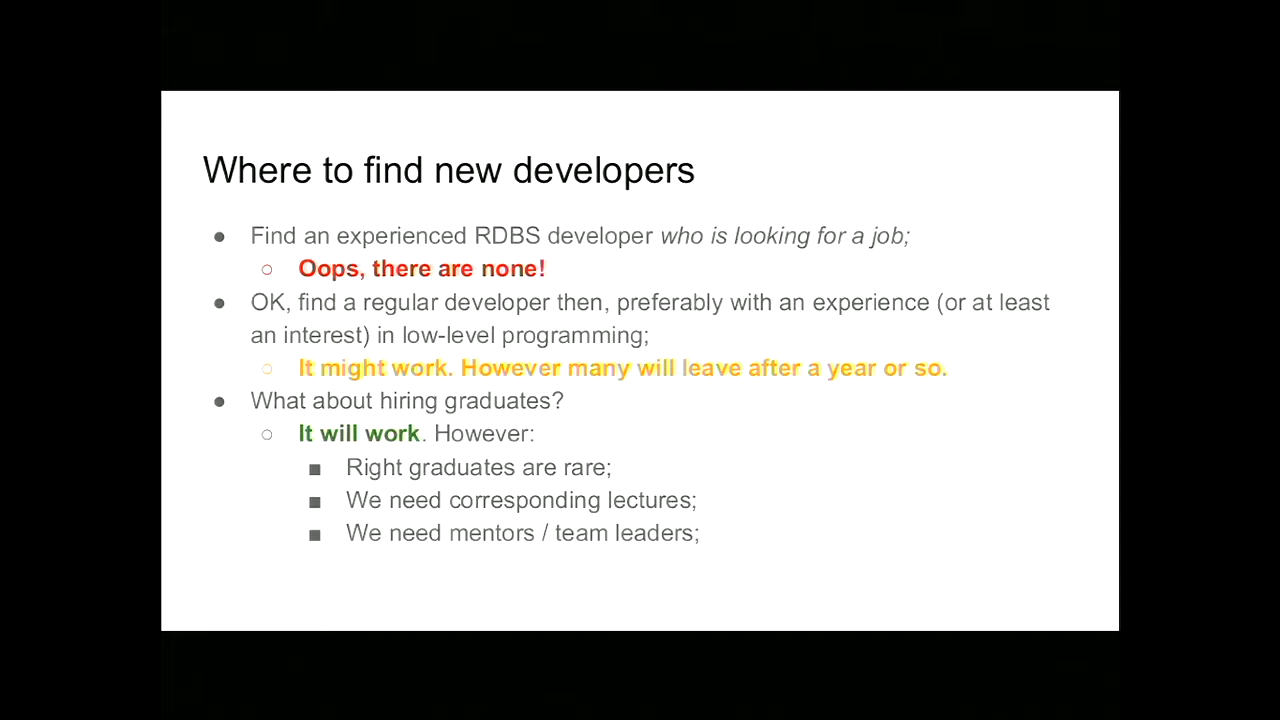 Where to find new developers
● Find an experienced RDBS developer who is looking for a job;
○ Oops, there are none!
● OK, find a regular developer then, preferably with an experience (or at least
an interest) in low-level programming;
○ It might work. However many will leave after a year or so.
● What about hiring graduates?
○ It will work. However:
■ Right graduates are rare;
■ We need corresponding lectures;
■ We need mentors / team leaders;